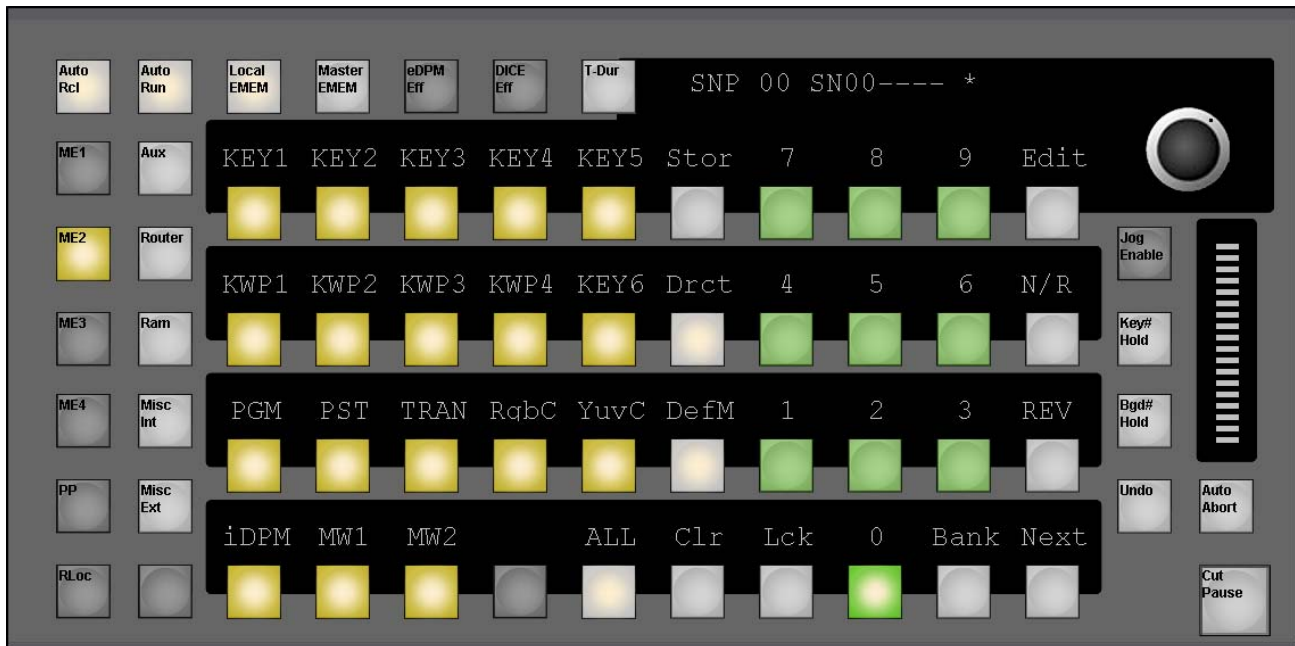 Auto Rcl
Auto Run
Local EMEM
Master EMEM
eDPM Eff
DICE Eff
T-Dur
SNP 00 SN00---- *
ME1
Aux
KEY1 KEY2 KEY3 KEY4 KEY5 Stor 7 8 9 Edit
ME2
Router
Jog Enable
KWP1 KWP2 KWP3 KWP4 KEY6 Drct 4 5 6 N/R
ME3
Ram
Key# Hold
ME4
Misc Int
PGM PST TRAN RgbC YuvC DefM 1 2 3 REV
Bgd# Hold
PP
Misc Ext
Undo
Auto Abort
iDPM MW1 MW2 ALL Clr Lck 0 Bank Next
RLoc
Cut Pause